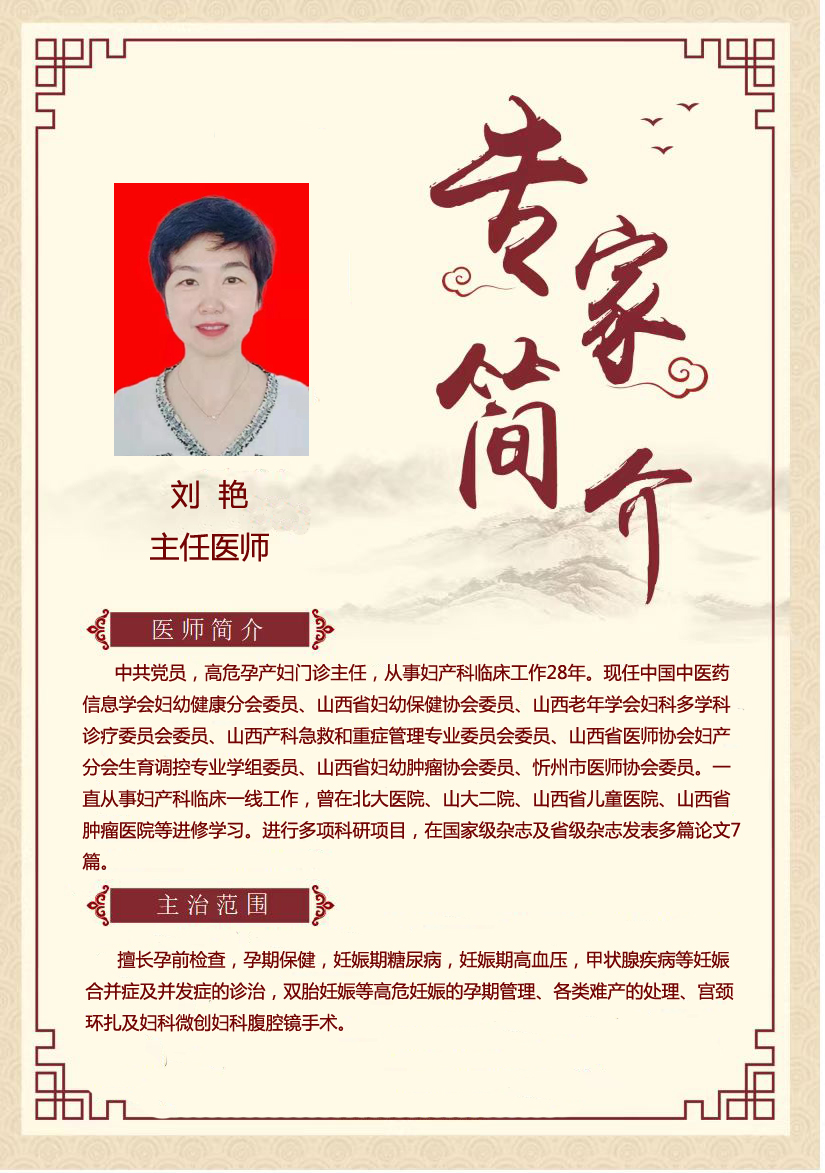 专家简介
刘 艳
主任医师
医师简介
中共党员，高危孕产妇门诊主任，从事妇产科临床工作28年。现任中国中医药
信息学会妇幼健康分会委员、山西省妇幼保健协会委员、山西老年学会妇科多学科
诊疗委员会委员、山西产科急救和重症管理专业委员会委员、山西省医师协会妇产
分会生育调控专业学组委员、山西省妇幼肿瘤协会委员、忻州市医师协会委员。一
直从事妇产科临床一线工作，曾在北大医院、山大二院、山西省儿童医院、山西省
肿瘤医院等进修学习。进行多项科研项目，在国家级杂志及省级杂志发表多篇论文7
篇。
主治范围
擅长孕前检查，孕期保健，妊娠期糖尿病，妊娠期高血压，甲状腺疾病等妊娠
合并症及并发症的诊治，双胎妊娠等高危妊娠的孕期管理、各类难产的处理、宫颈
环扎及妇科微创妇科腹腔镜手术。